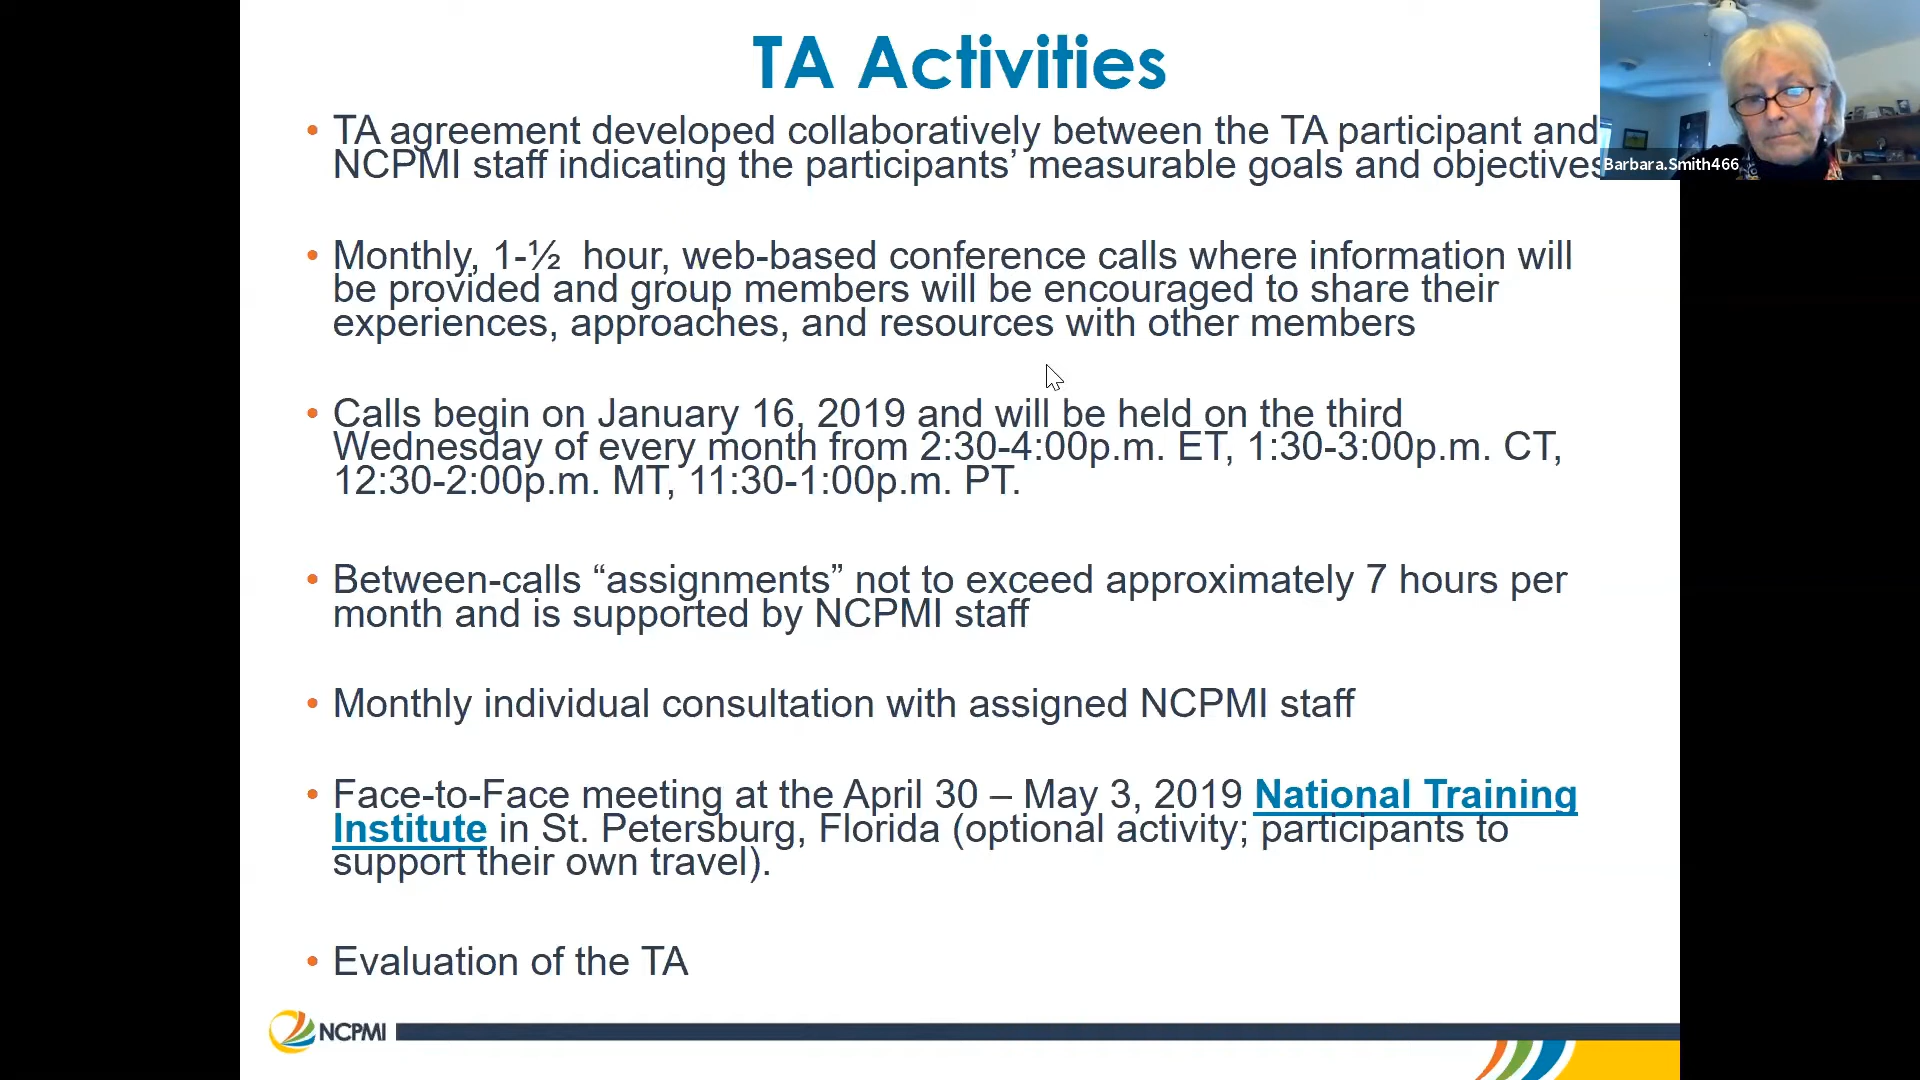 TA Activities
• TA agreement developed collaboratively between the TA participant and
NCPMI staff indicating the participants’ measurable goals and objectives
Barbara.Smith466
• Monthly, 1-½ hour, web-based conference calls where information will
be provided and group members will be encouraged to share their
experiences, approaches, and resources with other members
• Calls begin on January 16, 2019 and will be held on the third
Wednesday of every month from 2:30-4:00p.m. ET, 1:30-3:00p.m. CT,
12:30-2:00p.m. MT, 11:30-1:00p.m. PT.
• Between-calls “assignments” not to exceed approximately 7 hours per
month and is supported by NCPMI staff
• Monthly individual consultation with assigned NCPMI staff
• Face-to-Face meeting at the April 30 – May 3, 2019 National Training
Institute in St. Petersburg, Florida (optional activity; participants to
support their own travel).
• Evaluation of the TA
NCPMI